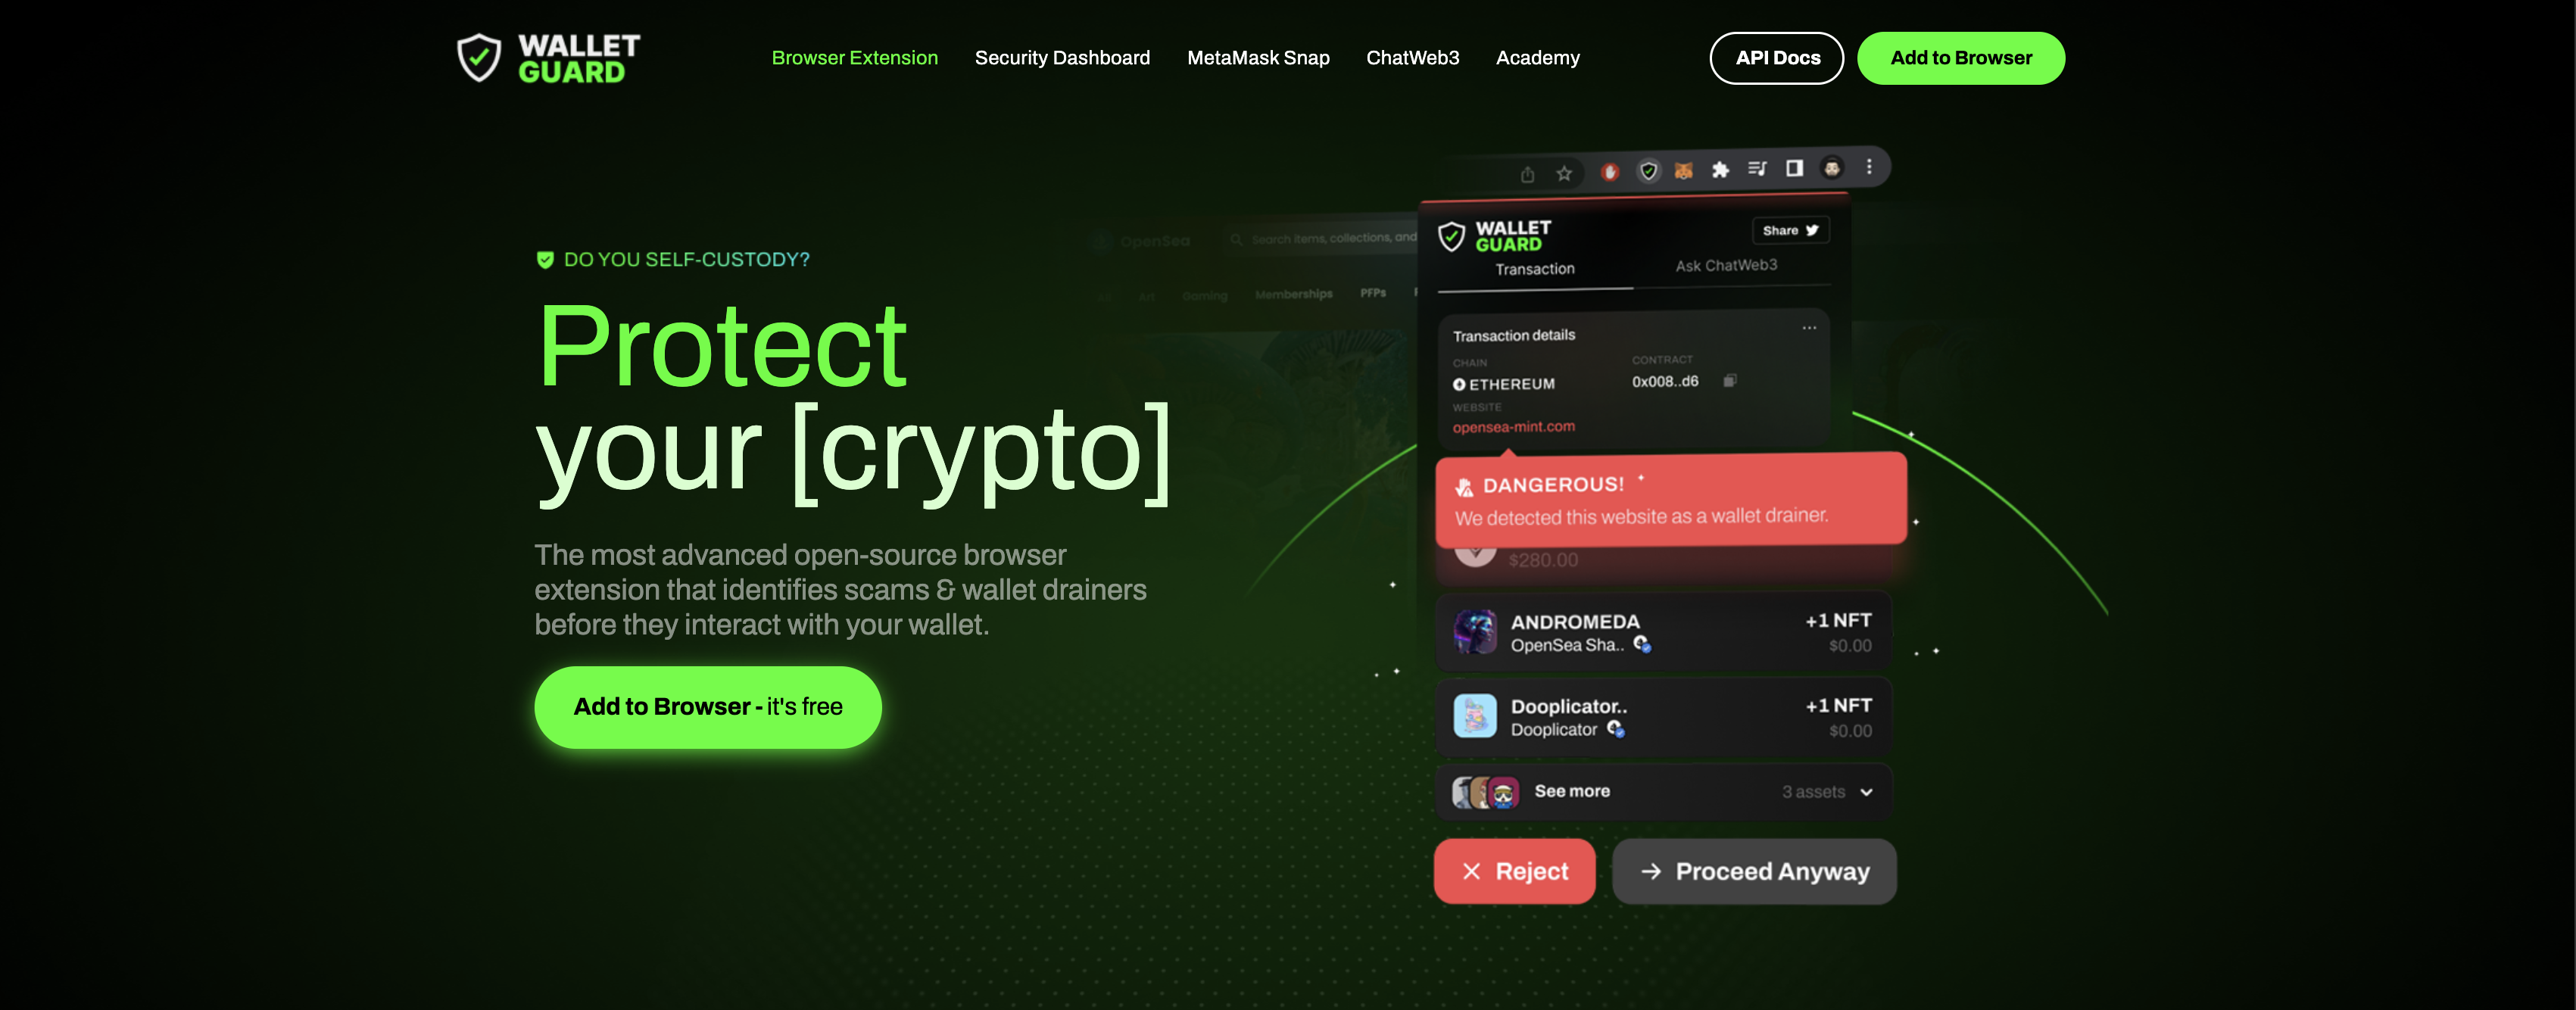 WALLET
GUARD
Browser Extension
Security Dashboard
MetaMask Snap
ChatWeb3
Academy
API Docs
Add to Browser
DO YOU SELF-CUSTODY?
Protect
your [crypto]
The most advanced open-source browser
extension that identifies scams & wallet drainers
before they interact with your wallet.
Add to Browser - it's free
OpenSea
Search items, collections, and
Art
Gaming
Memberships
PFPs
WALLET
GUARD
Share
Transaction
Ask ChatWeb3
Transaction details
CHAIN
CONTRACT
ETHEREUM
0x008..d6
WEBSITE
opensea-mint.com
DANGEROUS!
We detected this website as a wallet drainer.
$280.00
ANDROMEDA
+1 NFT
OpenSea Sha..
$0.00
Dooplicator..
+1 NFT
Dooplicator
$0.00
See more
3 assets
Reject
Proceed Anyway